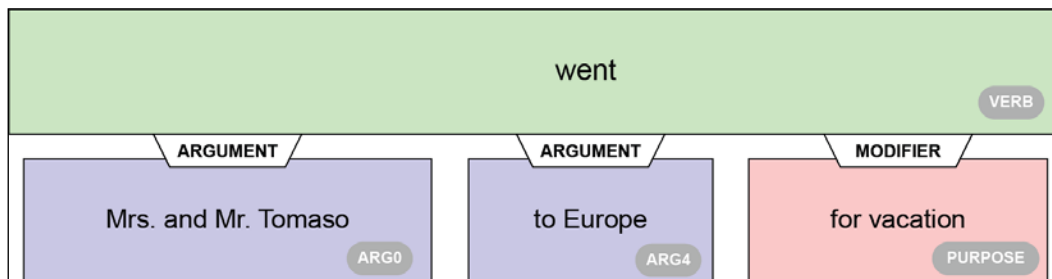 went
VERB
ARGUMENT ARGUMENT MODIFIER
Mrs. and Mr. Tomaso to Europe for vacation
ARG0 ARG4 PURPOSE